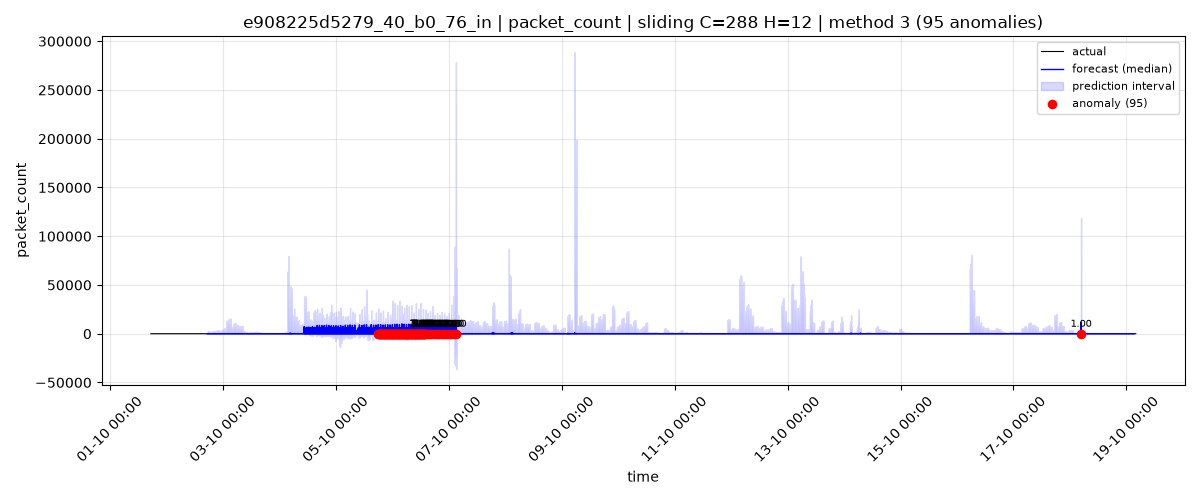 e908225d5279_40_b0_76_in | packet_count | sliding C=288 H=12 | method 3 (95 anomalies)
actual
forecast (median)
prediction interval
anomaly (95)
packet_count
300000
250000
200000
150000
100000
50000
0
−50000
1.00
01-10 00:00
03-10 00:00
05-10 00:00
07-10 00:00
09-10 00:00
11-10 00:00
13-10 00:00
15-10 00:00
17-10 00:00
19-10 00:00
time